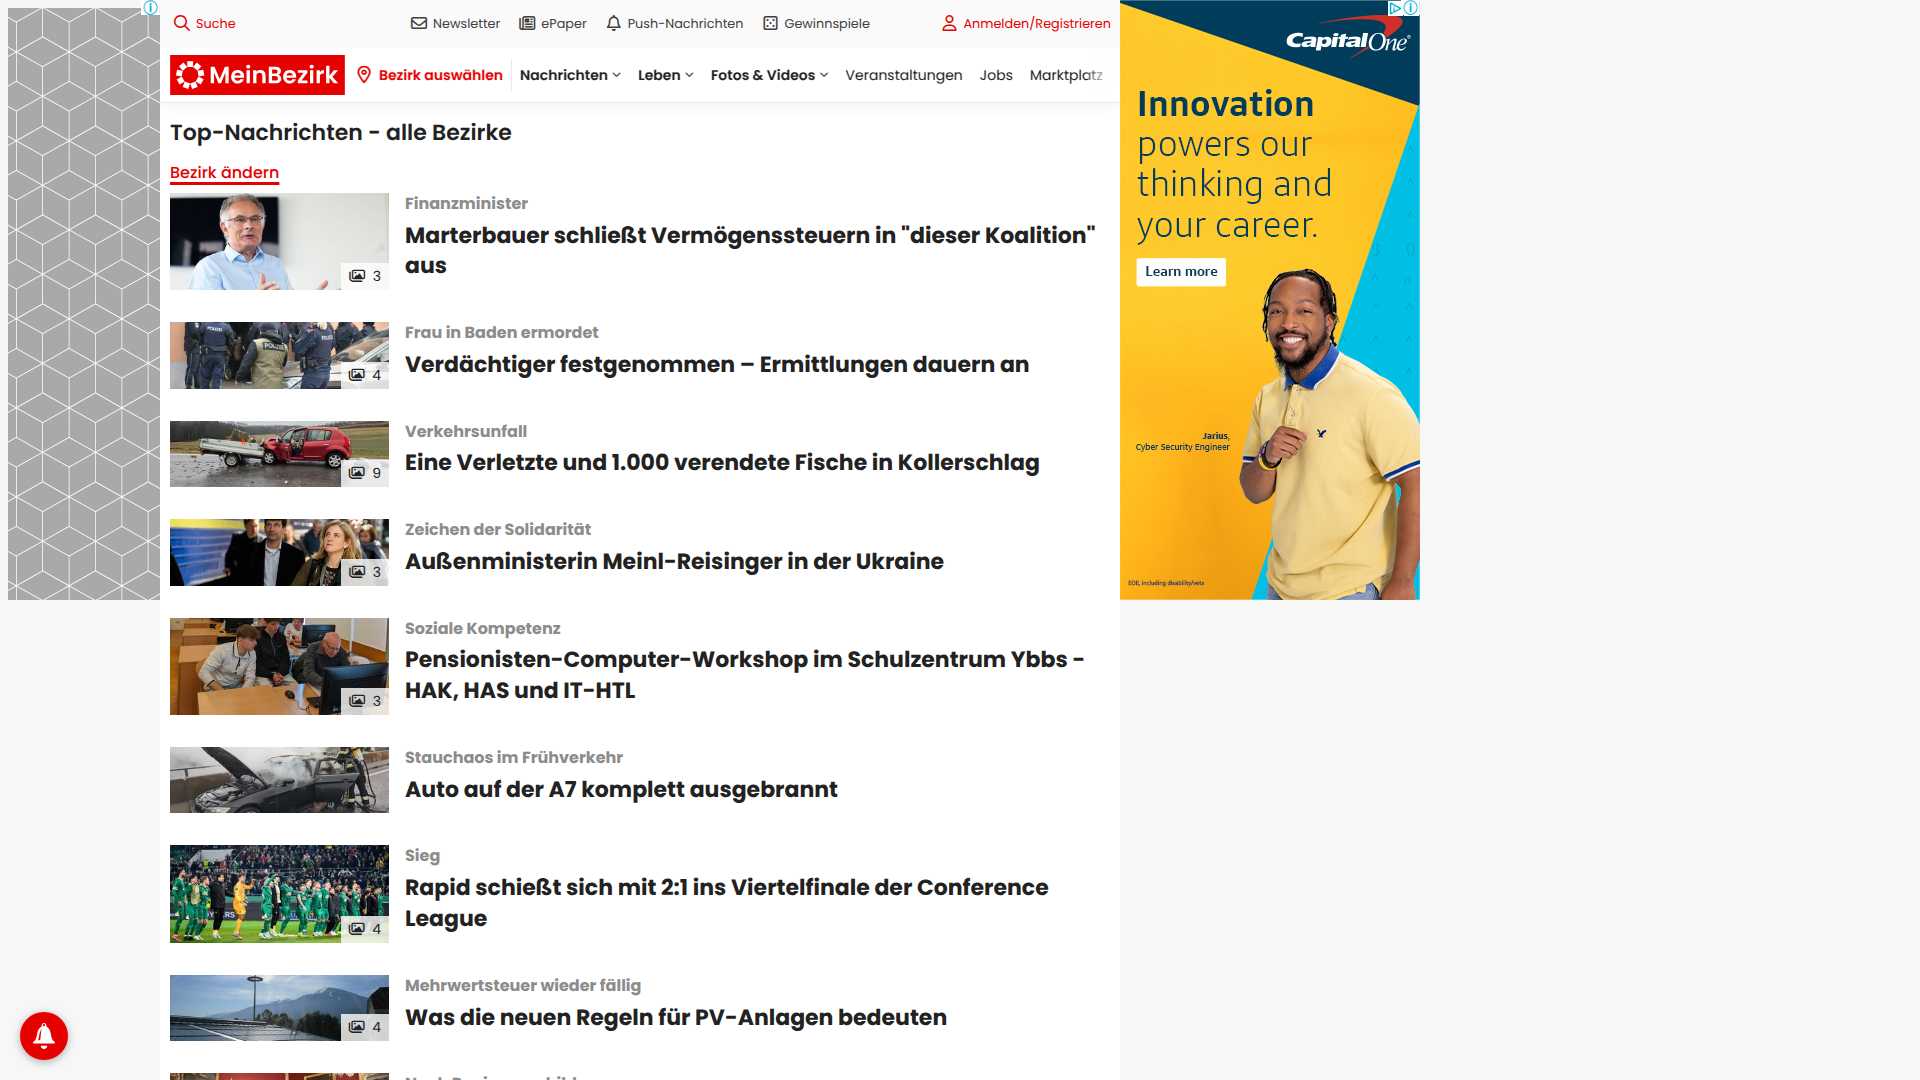 Suche
Newsletter
ePaper
Push-Nachrichten
Gewinnspiele
Anmelden/Registrieren
MeinBezirk
Bezirk auswählen
Nachrichten
Leben
Fotos & Videos
Veranstaltungen
Jobs
Marktplatz
Top-Nachrichten - alle Bezirke
Bezirk ändern
3
Finanzminister
Marterbauer schließt Vermögenssteuern in "dieser Koalition"
aus
4
Frau in Baden ermordet
Verdächtiger festgenommen – Ermittlungen dauern an
9
Verkehrsunfall
Eine Verletzte und 1.000 verendete Fische in Kollerschlag
3
Zeichen der Solidarität
Außenministerin Meinl-Reisinger in der Ukraine
3
Soziale Kompetenz
Pensionisten-Computer-Workshop im Schulzentrum Ybbs -
HAK, HAS und IT-HTL
Stauchaos im Frühverkehr
Auto auf der A7 komplett ausgebrannt
4
Sieg
Rapid schießt sich mit 2:1 ins Viertelfinale der Conference
League
4
Mehrwertsteuer wieder fällig
Was die neuen Regeln für PV-Anlagen bedeuten
Capital One
Innovation
powers our
thinking and
your career.
Learn more
Jarius,
Cyber Security Engineer
EOE, including disability/vets